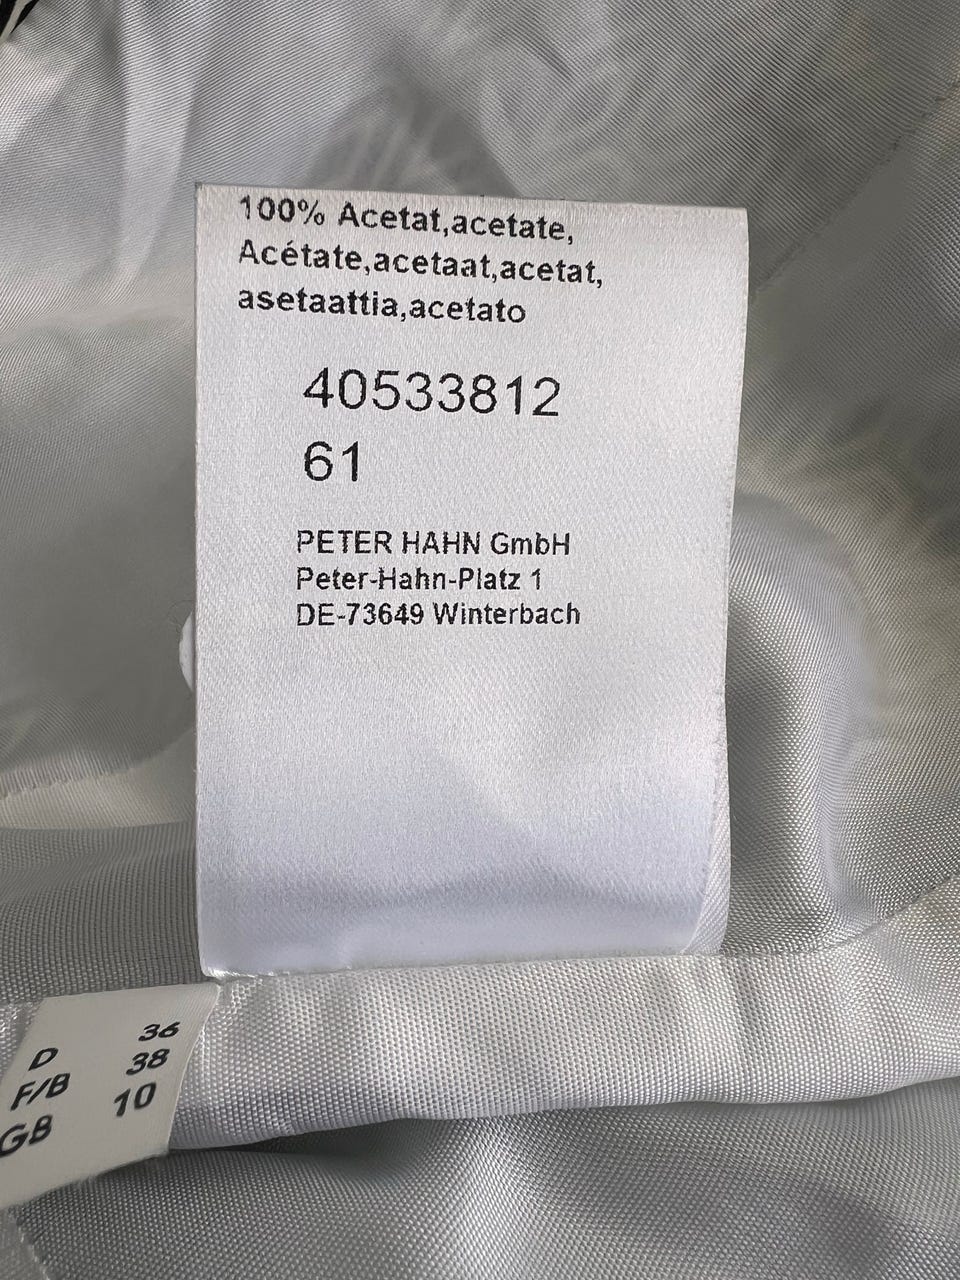 100% Acetat,acetate,
Acétate,acetaat,acetat,
asetaattia,acetato
40533812
61
PETER HAHN GmbH
Peter-Hahn-Platz 1
DE-73649 Winterbach
D 36
F/B 38
GB 10